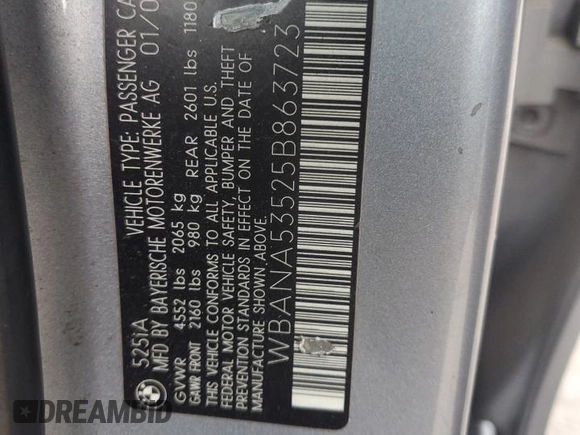 525iA VEHICLE TYPE: PASSENGER CA
MFD BY BAYERISCHE MOTORENWERKE AG 01/0
GVWR 4552 lbs 2065 kg
GAWR FRONT 2160 lbs 980 kg REAR 2601 lbs 1180
THIS VEHICLE CONFORMS TO ALL APPLICABLE U.S.
FEDERAL MOTOR VEHICLE SAFETY, BUMPER AND THEFT
PREVENTION STANDARDS IN EFFECT ON THE DATE OF
MANUFACTURE SHOWN ABOVE.
WBANA53525B863723
DREAMBID